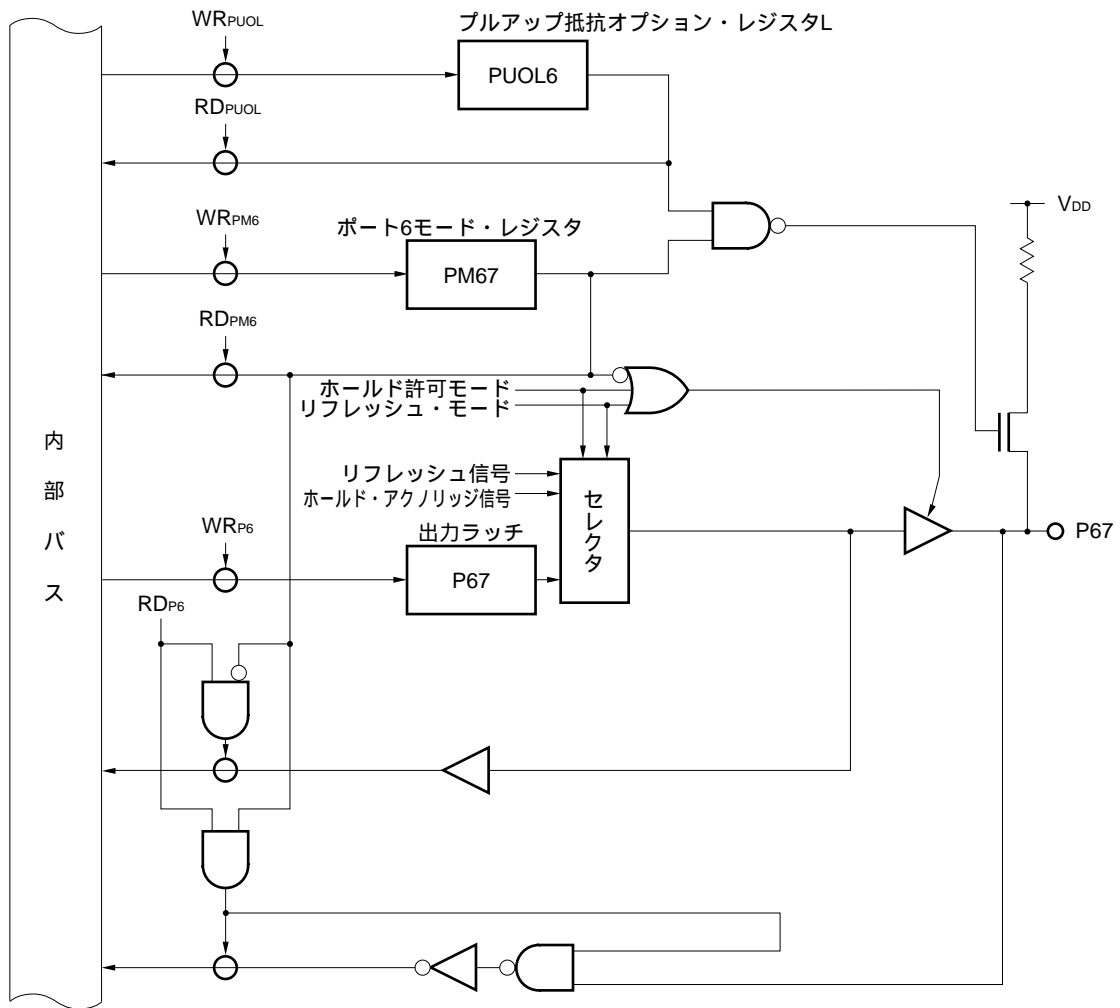 WRPUOL
プルアップ抵抗オプション・レジスタL
PUOL6
RDPUOL
WRPM6
ポート6モード・レジスタ
PM67
VDD
RDPM6
ホールド許可モード
リフレッシュ・モード
内部バス
リフレッシュ信号
ホールド・アクノリッジ信号
セレクタ
WRP6
出力ラッチ
P67
P67
RDP6